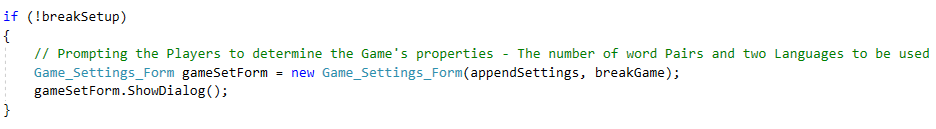 if (!breakSetup)
{
// Prompting the Players to determine the Game's properties - The number of word Pairs and two Languages to be used
Game_Settings_Form gameSetForm = new Game_Settings_Form(appendSettings, breakGame);
gameSetForm.ShowDialog();
}